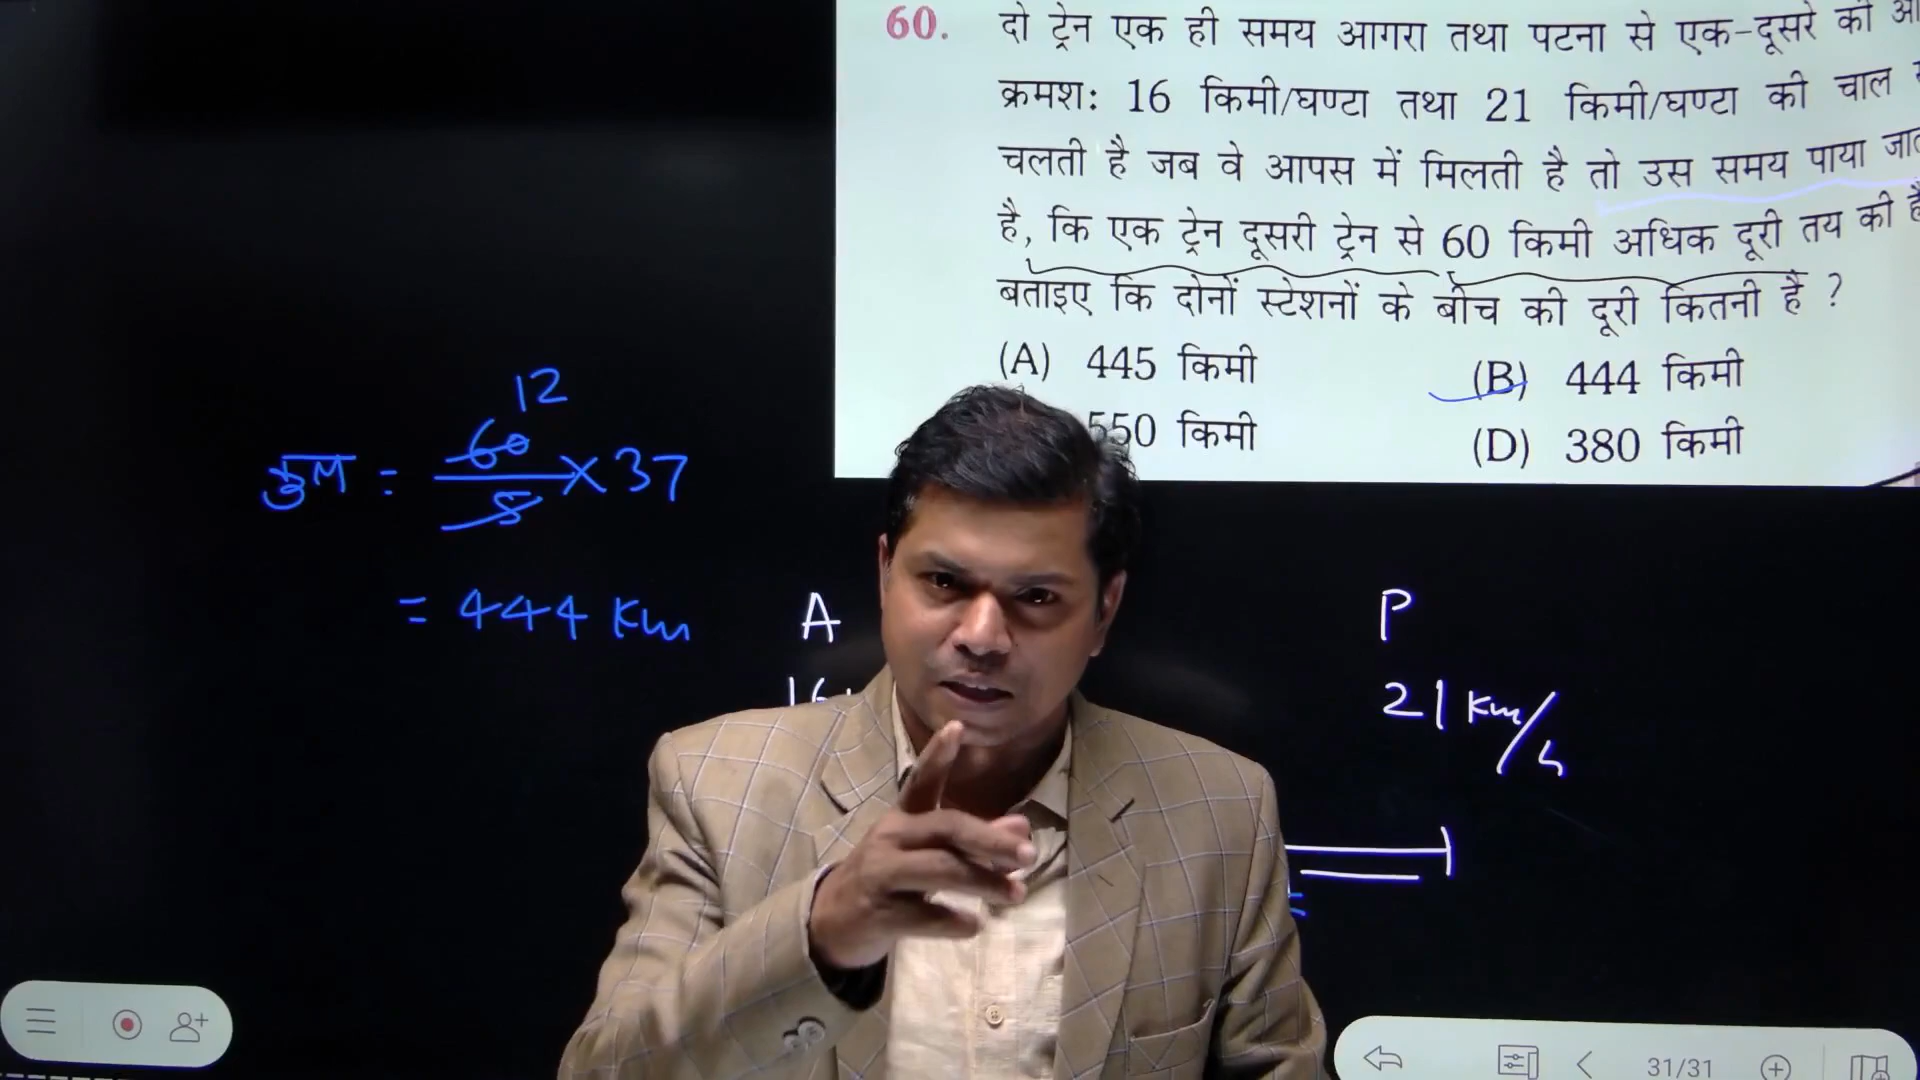 60. दो ट्रेन एक ही समय आगरा तथा पटना से एक-दूसरे की
क्रमशः 16 किमी/घण्टा तथा 21 किमी/घण्टा की चाल
चलती है जब वे आपस में मिलती है तो उस समय पाया
है, कि एक ट्रेन दूसरी ट्रेन से 60 किमी अधिक दूरी तय की है
बताइए कि दोनों स्टेशनों के बीच की दूरी कितनी है ?
(A) 445 किमी (B) 444 किमी
550 किमी (D) 380 किमी
12
कुल = 60/5 × 37
= 444 Km
A P
16 21 Km/h
31/31